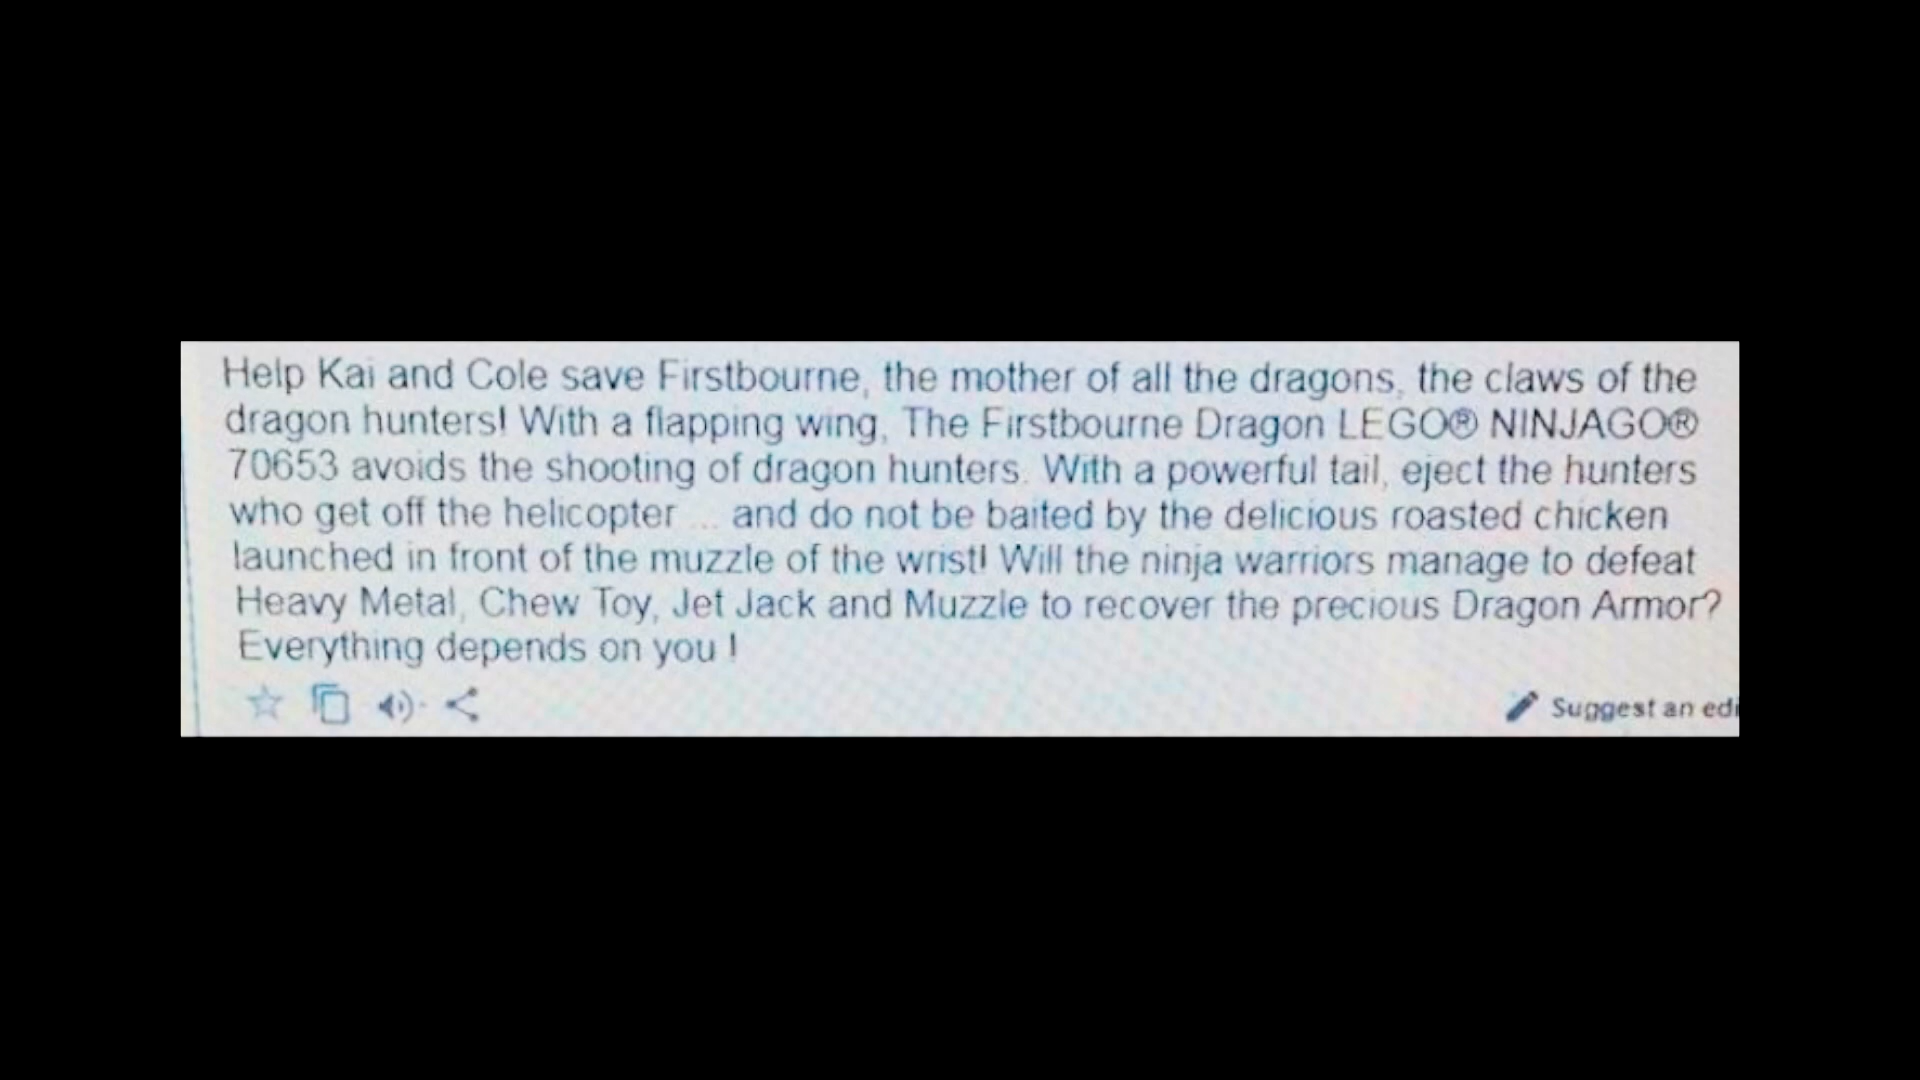 Help Kai and Cole save Firstbourne, the mother of all the dragons, the claws of the
dragon hunters! With a flapping wing, The Firstbourne Dragon LEGO® NINJAGO®
70653 avoids the shooting of dragon hunters. With a powerful tail, eject the hunters
who get off the helicopter ... and do not be baited by the delicious roasted chicken
launched in front of the muzzle of the wrist! Will the ninja warriors manage to defeat
Heavy Metal, Chew Toy, Jet Jack and Muzzle to recover the precious Dragon Armor?
Everything depends on you !
Suggest an edi